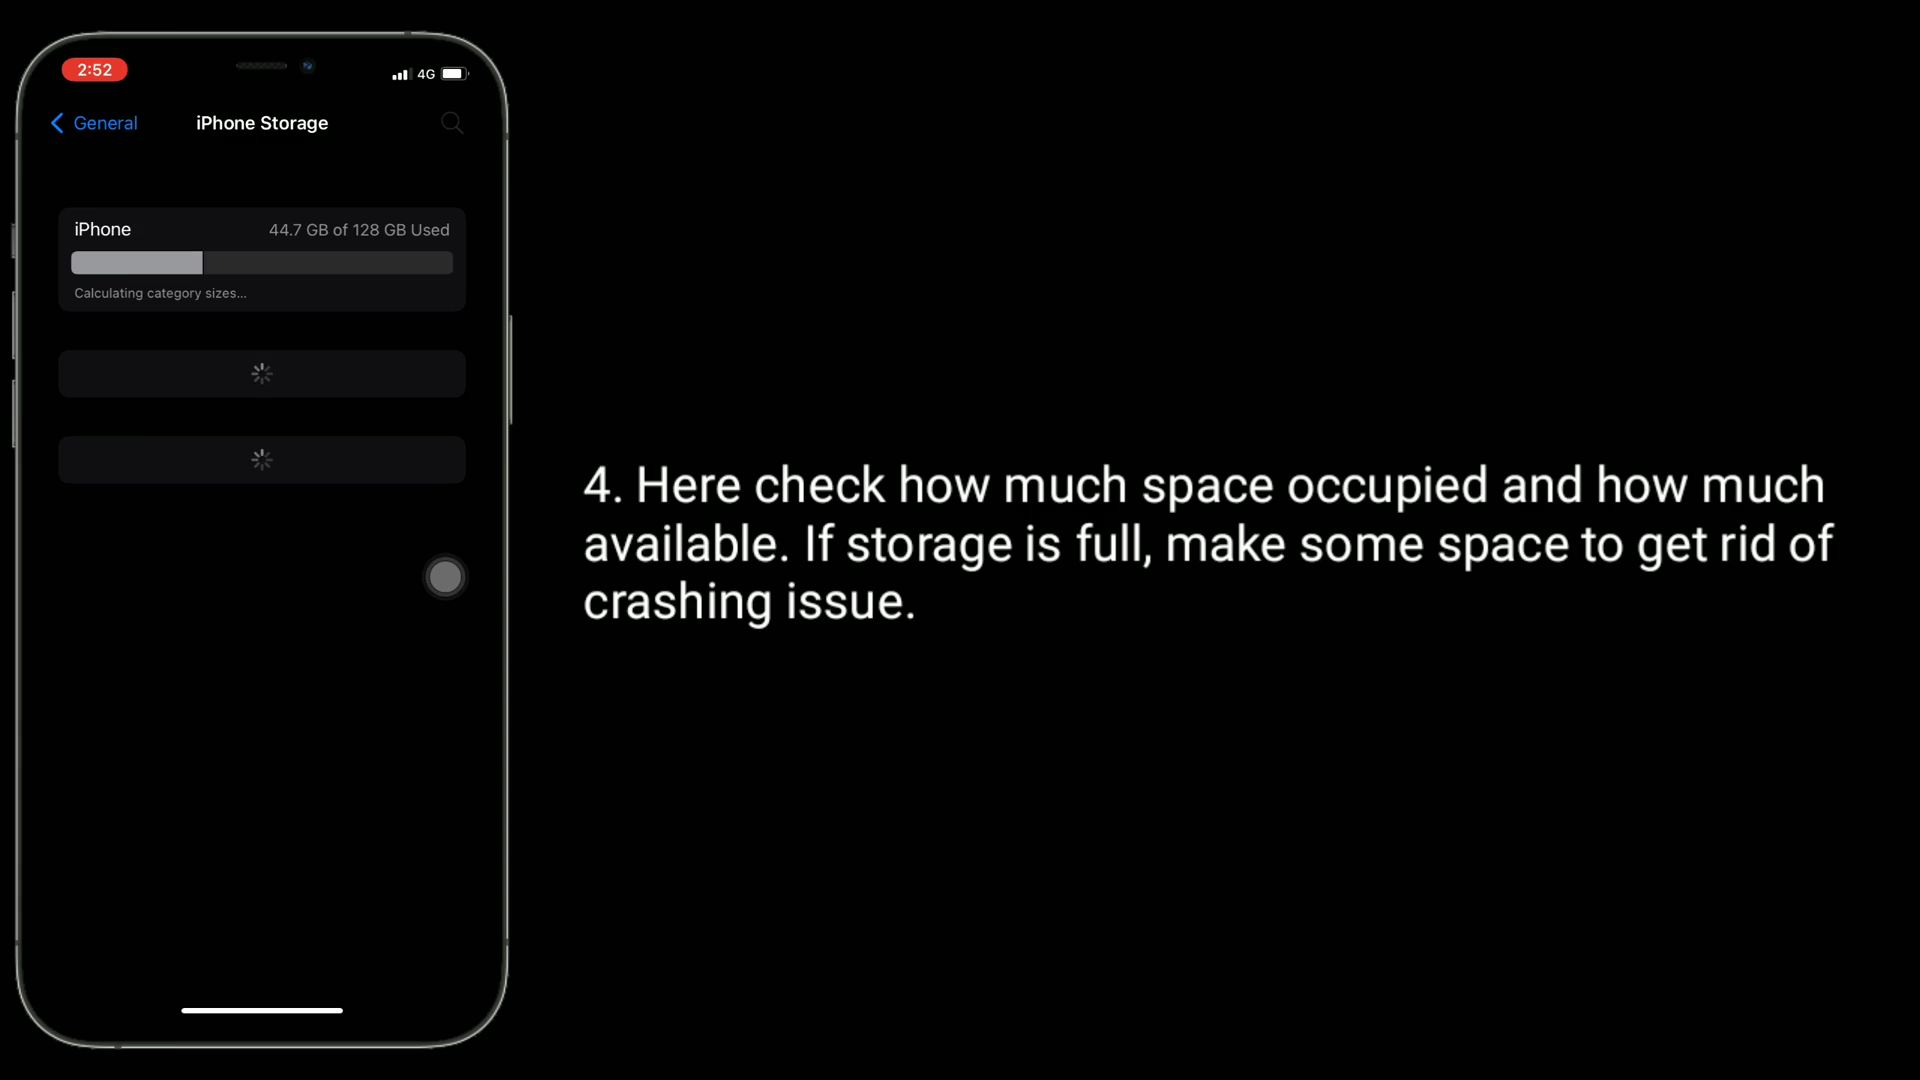 2:52
4G
General
iPhone Storage
iPhone
44.7 GB of 128 GB Used
Calculating category sizes...
4. Here check how much space occupied and how much
available. If storage is full, make some space to get rid of
crashing issue.